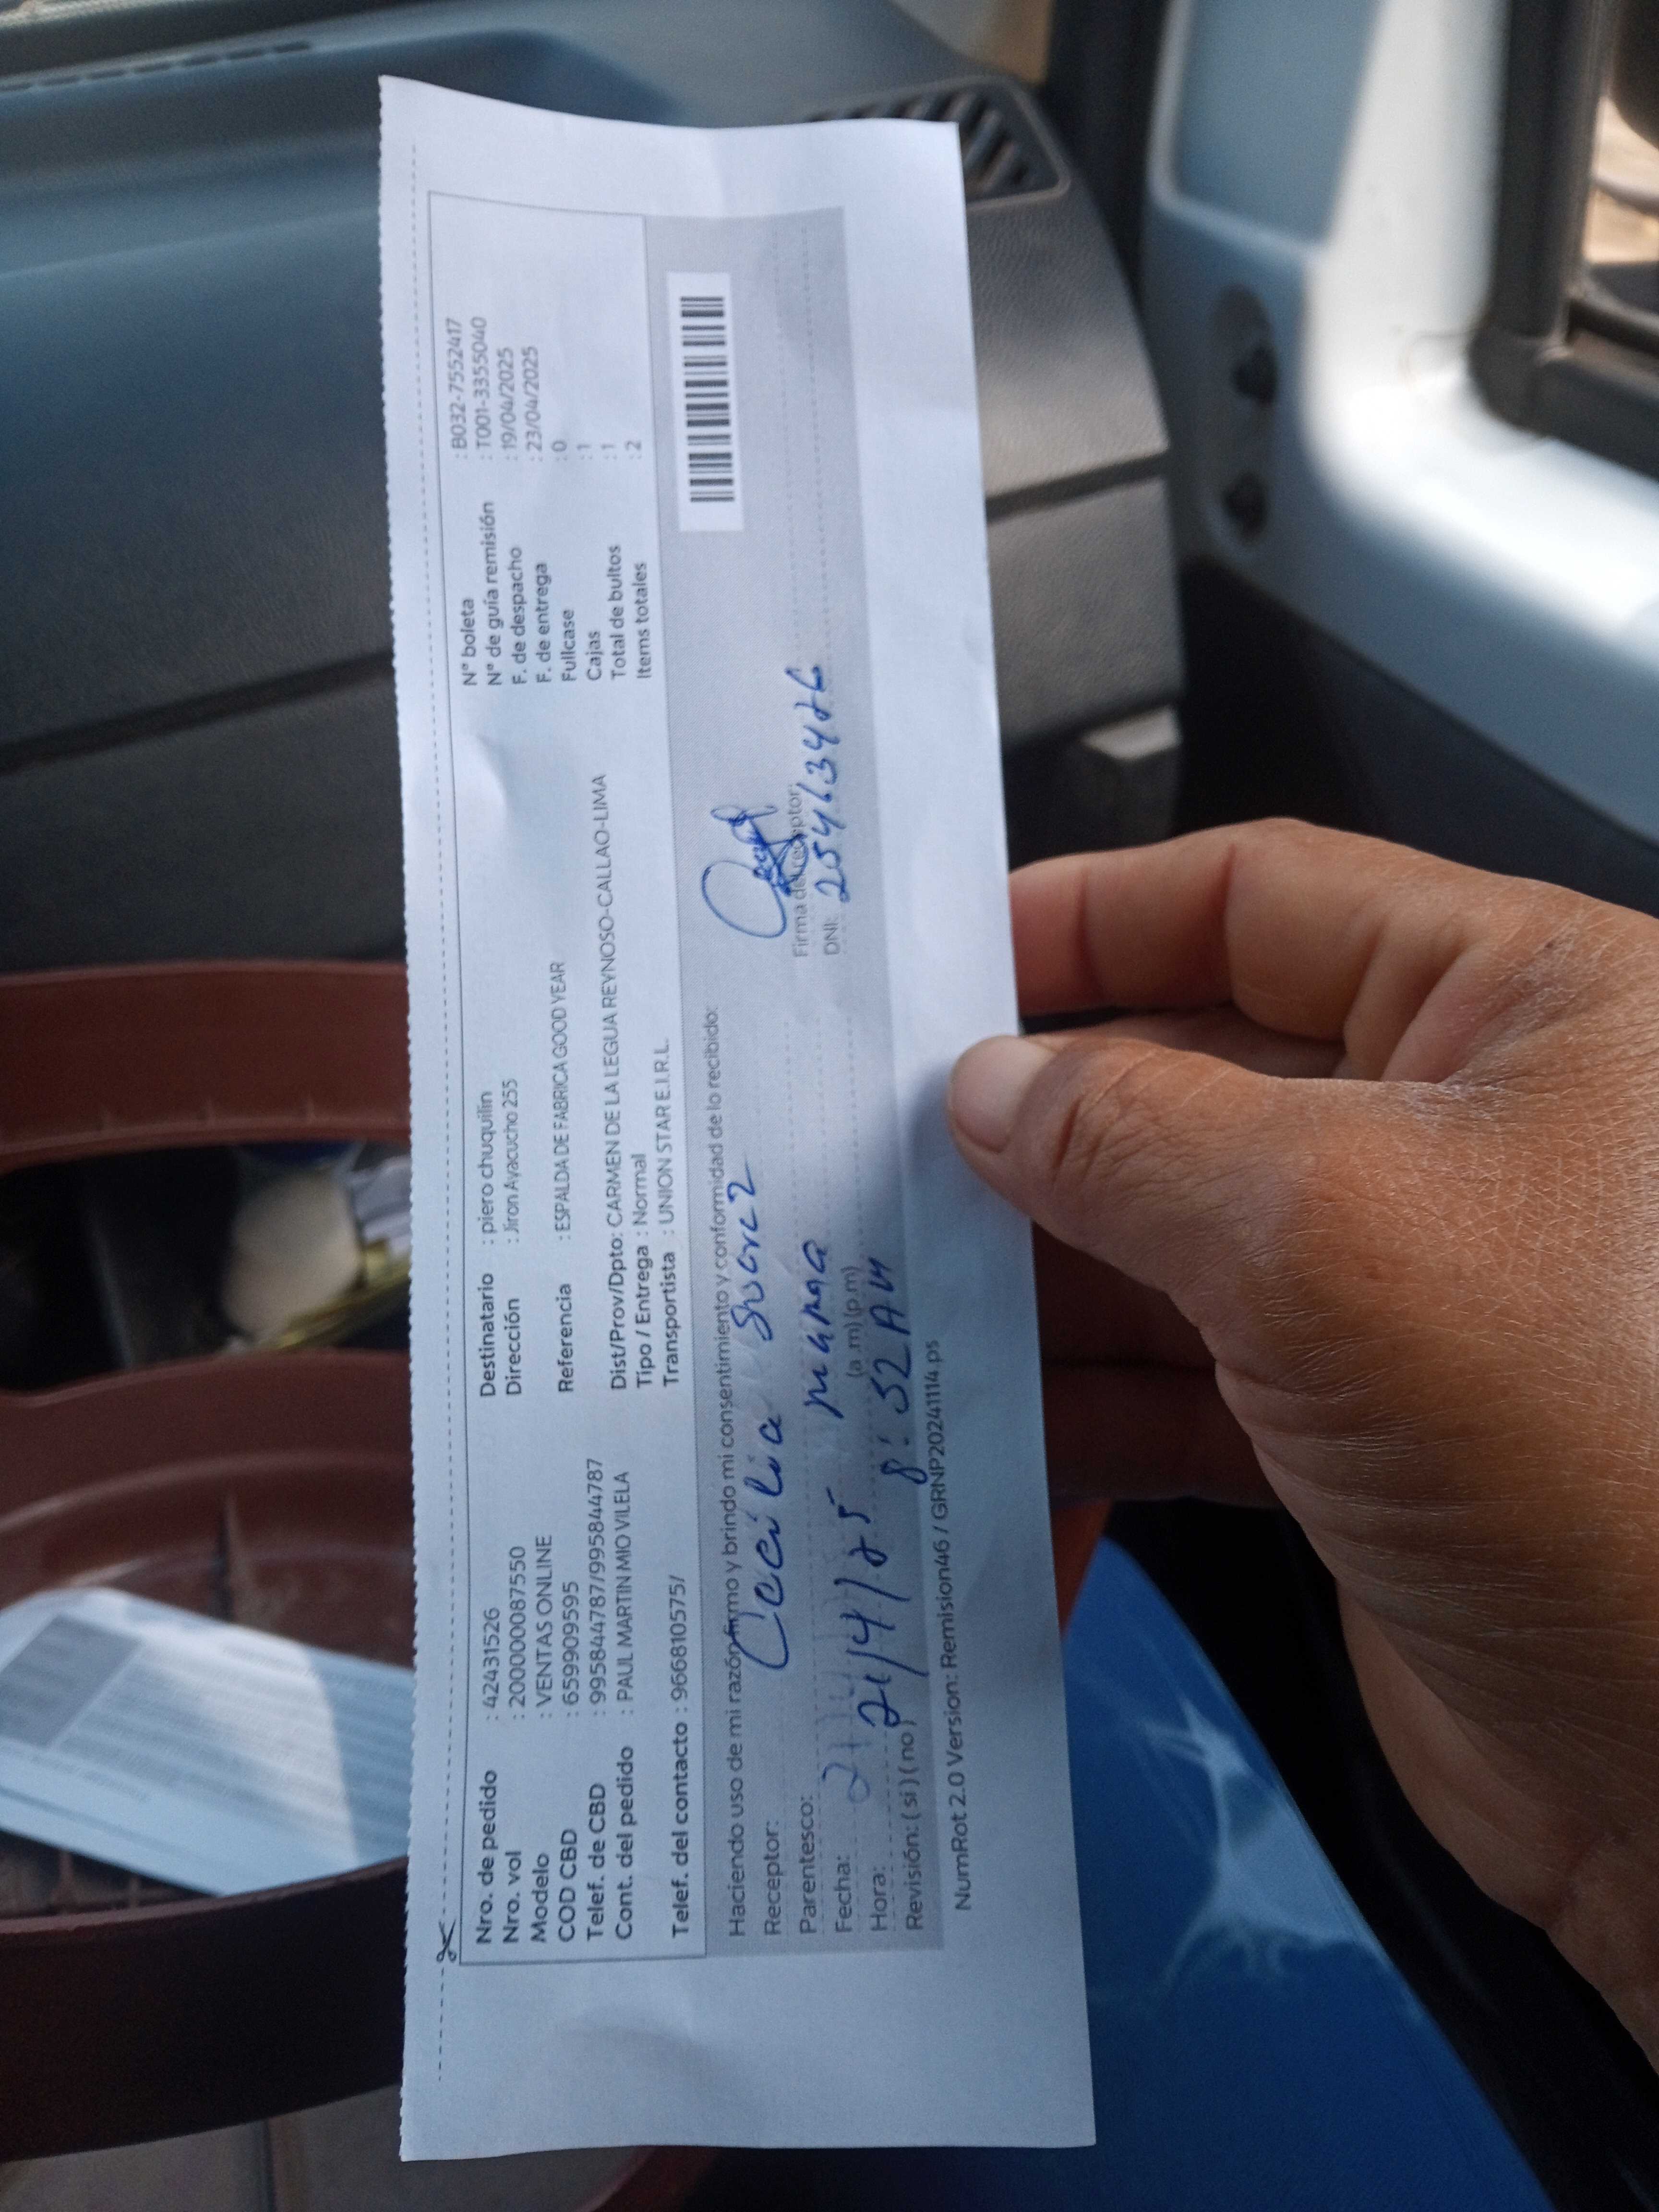 Nro. de pedido : 42431526
Nro. vol : 20000087550
Modelo : VENTAS ONLINE
COD CBD : 659909595
Telef. de CBD : 995844787/995844787
Cont. del pedido : PAUL MARTIN MIO VILELA
Telef. del contacto : 966810575/
Destinatario : piero chuquilin
Dirección : Jiron Ayacucho 255
Referencia : ESPALDA DE FABRICA GOOD YEAR
Dist/Prov/Dpto: CARMEN DE LA LEGUA REYNOSO-CALLAO-LIMA
Tipo / Entrega : Normal
Transportista : UNION STAR E.I.R.L.
N° boleta : B032-7552417
N° de guía remisión : T001-3355040
F. de despacho : 19/04/2025
F. de entrega : 23/04/2025
Fullcase : 0
Cajas : 1
Total de bultos : 1
Items totales : 2
Haciendo uso de mi razón firmo y brindo mi consentimiento y conformidad de lo recibido:
Receptor: Cecilia Suarez
Parentesco: mama
Fecha: 21/4/25
(a .m) (p.m)
Hora: 8:52 AM
Revisión: ( si ) ( no )
Firma del receptor:
DNI:
NumRot 2.0 Version: Remision46 / GRNP20241114.ps